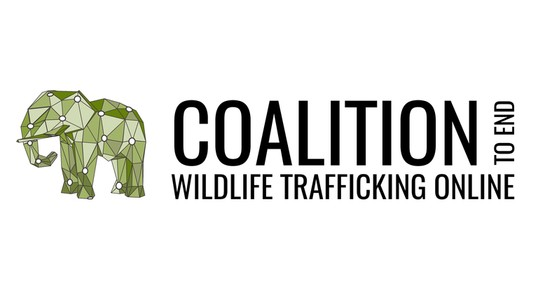 COALITION
TO END
WILDLIFE TRAFFICKING ONLINE